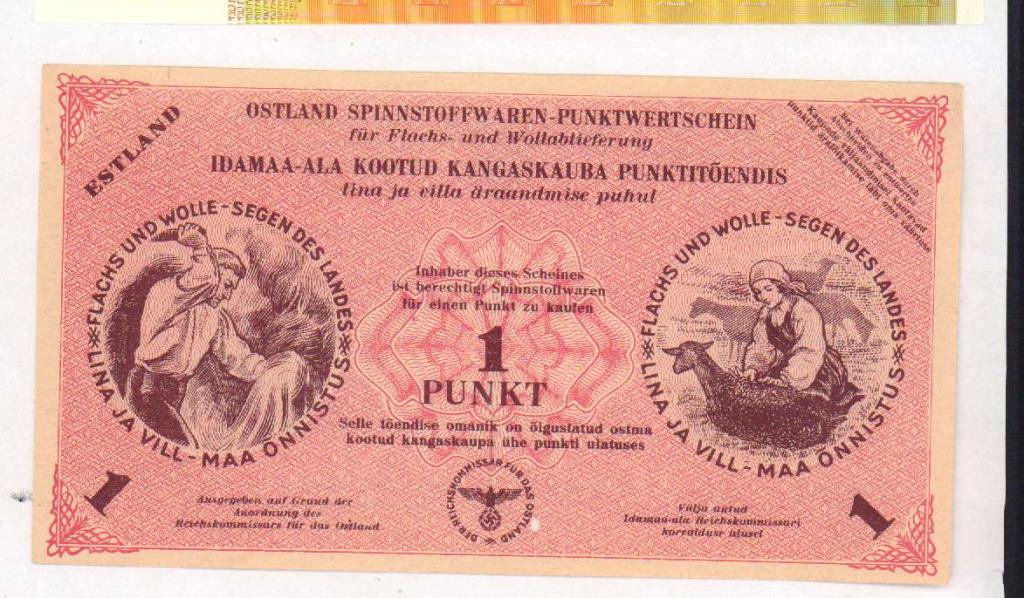 ESTLAND
OSTLAND SPINNSTOFFWAREN-PUNKTWERTSCHEIN
für Flachs- und Wollablieferung
IDAMAA-ALA KOOTUD KANGASKAUBA PUNKTITÕENDIS
lina ja villa äraandmise puhul
FLACHS UND WOLLE - SEGEN DES LANDES
LINA JA VILL - MAA ÕNNISTUS
Inhaber dieses Scheines
ist berechtigt Spinnstoffwaren
für einen Punkt zu kaufen
1
PUNKT
Selle tõendise omanik on õigustatud ostma
kootud kangaskaupa ühe punkti ulatuses
FLACHS UND WOLLE - SEGEN DES LANDES
LINA JA VILL - MAA ÕNNISTUS
1
Ausgegeben auf Grund der
Anordnung des
Reichskommissars für das Ostland
DER REICHSKOMMISSAR FÜR DAS OSTLAND
Välja antud
Idamaa-ala Reichskommissari
korralduse alusel
1